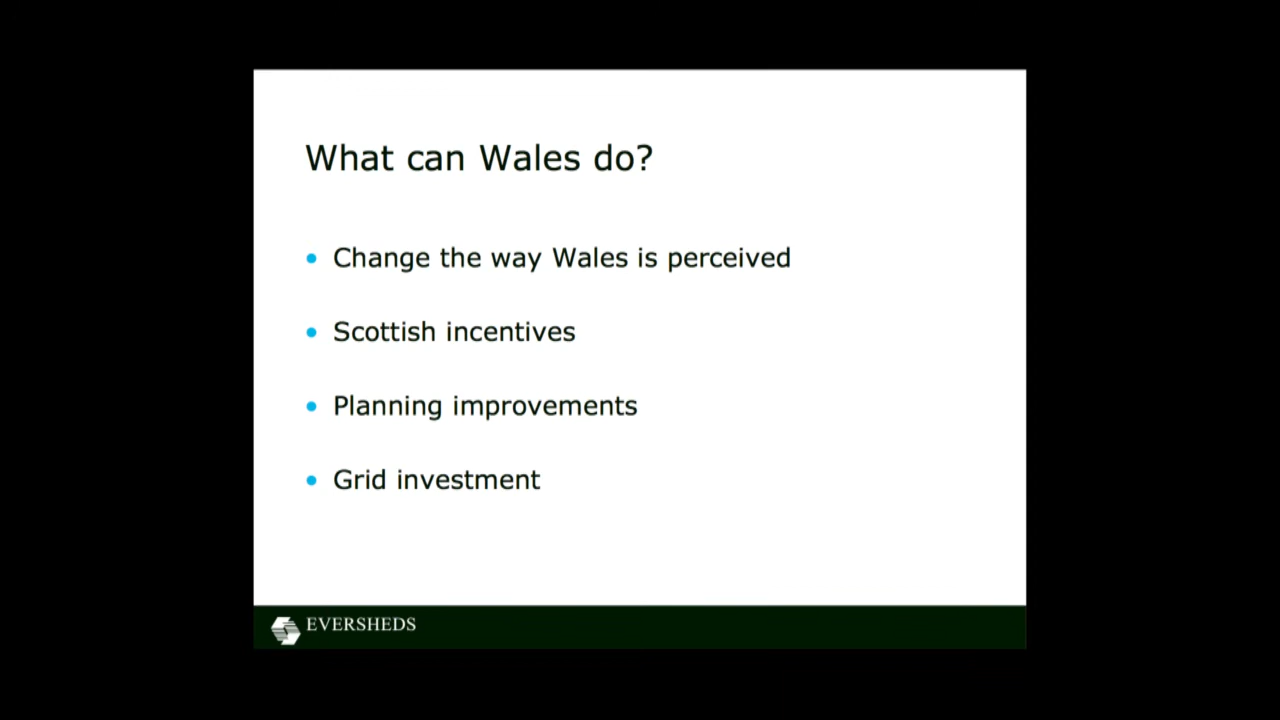 What can Wales do?
Change the way Wales is perceived
Scottish incentives
Planning improvements
Grid investment
EVERSHEDS